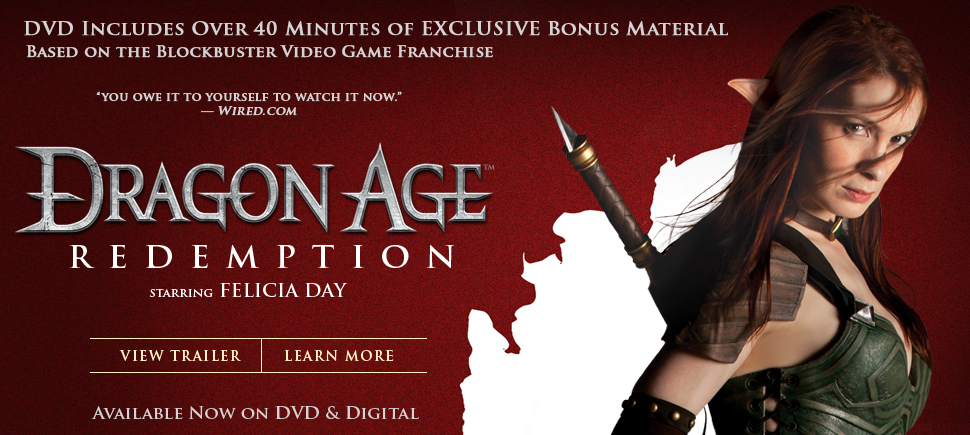 DVD Includes Over 40 Minutes of EXCLUSIVE Bonus Material
Based on the Blockbuster Video Game Franchise
“YOU OWE IT TO YOURSELF TO WATCH IT NOW.”
— Wired.com
DRAGON AGE™
REDEMPTION
STARRING FELICIA DAY
VIEW TRAILER
LEARN MORE
Available Now on DVD & Digital